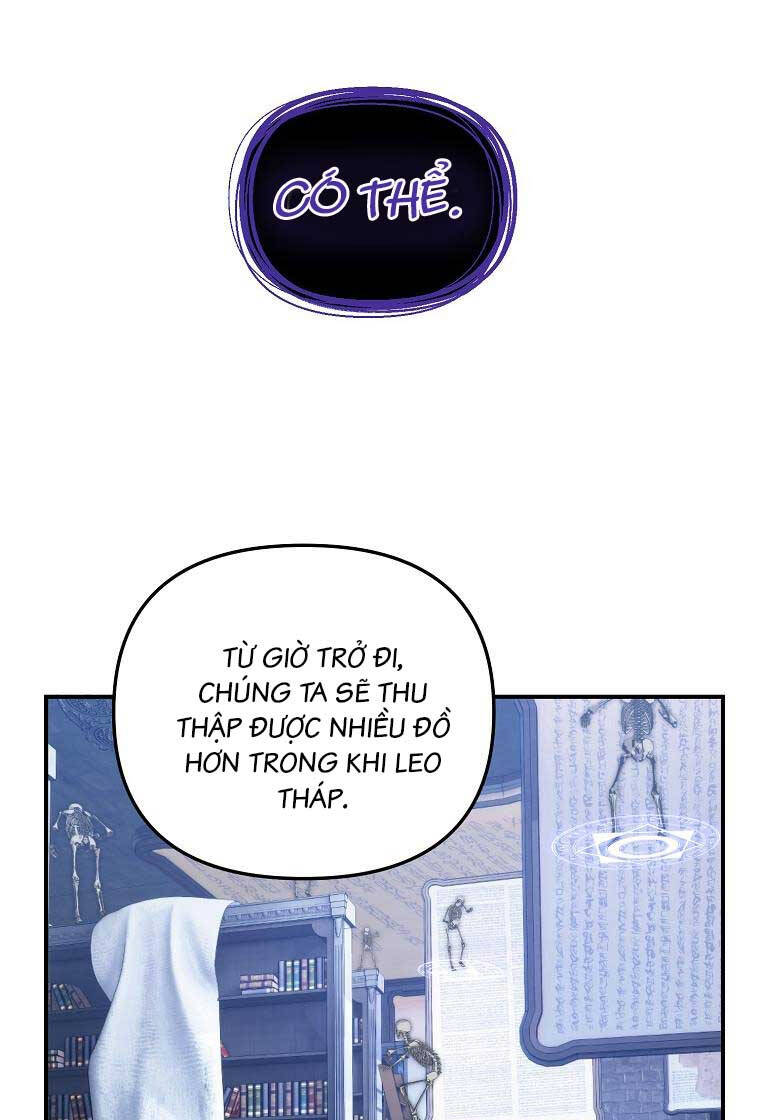 CÓ THỂ.
TỪ GIỜ TRỞ ĐI,
CHÚNG TA SẼ THU
THẬP ĐƯỢC NHIỀU ĐỒ
HƠN TRONG KHI LEO
THÁP.